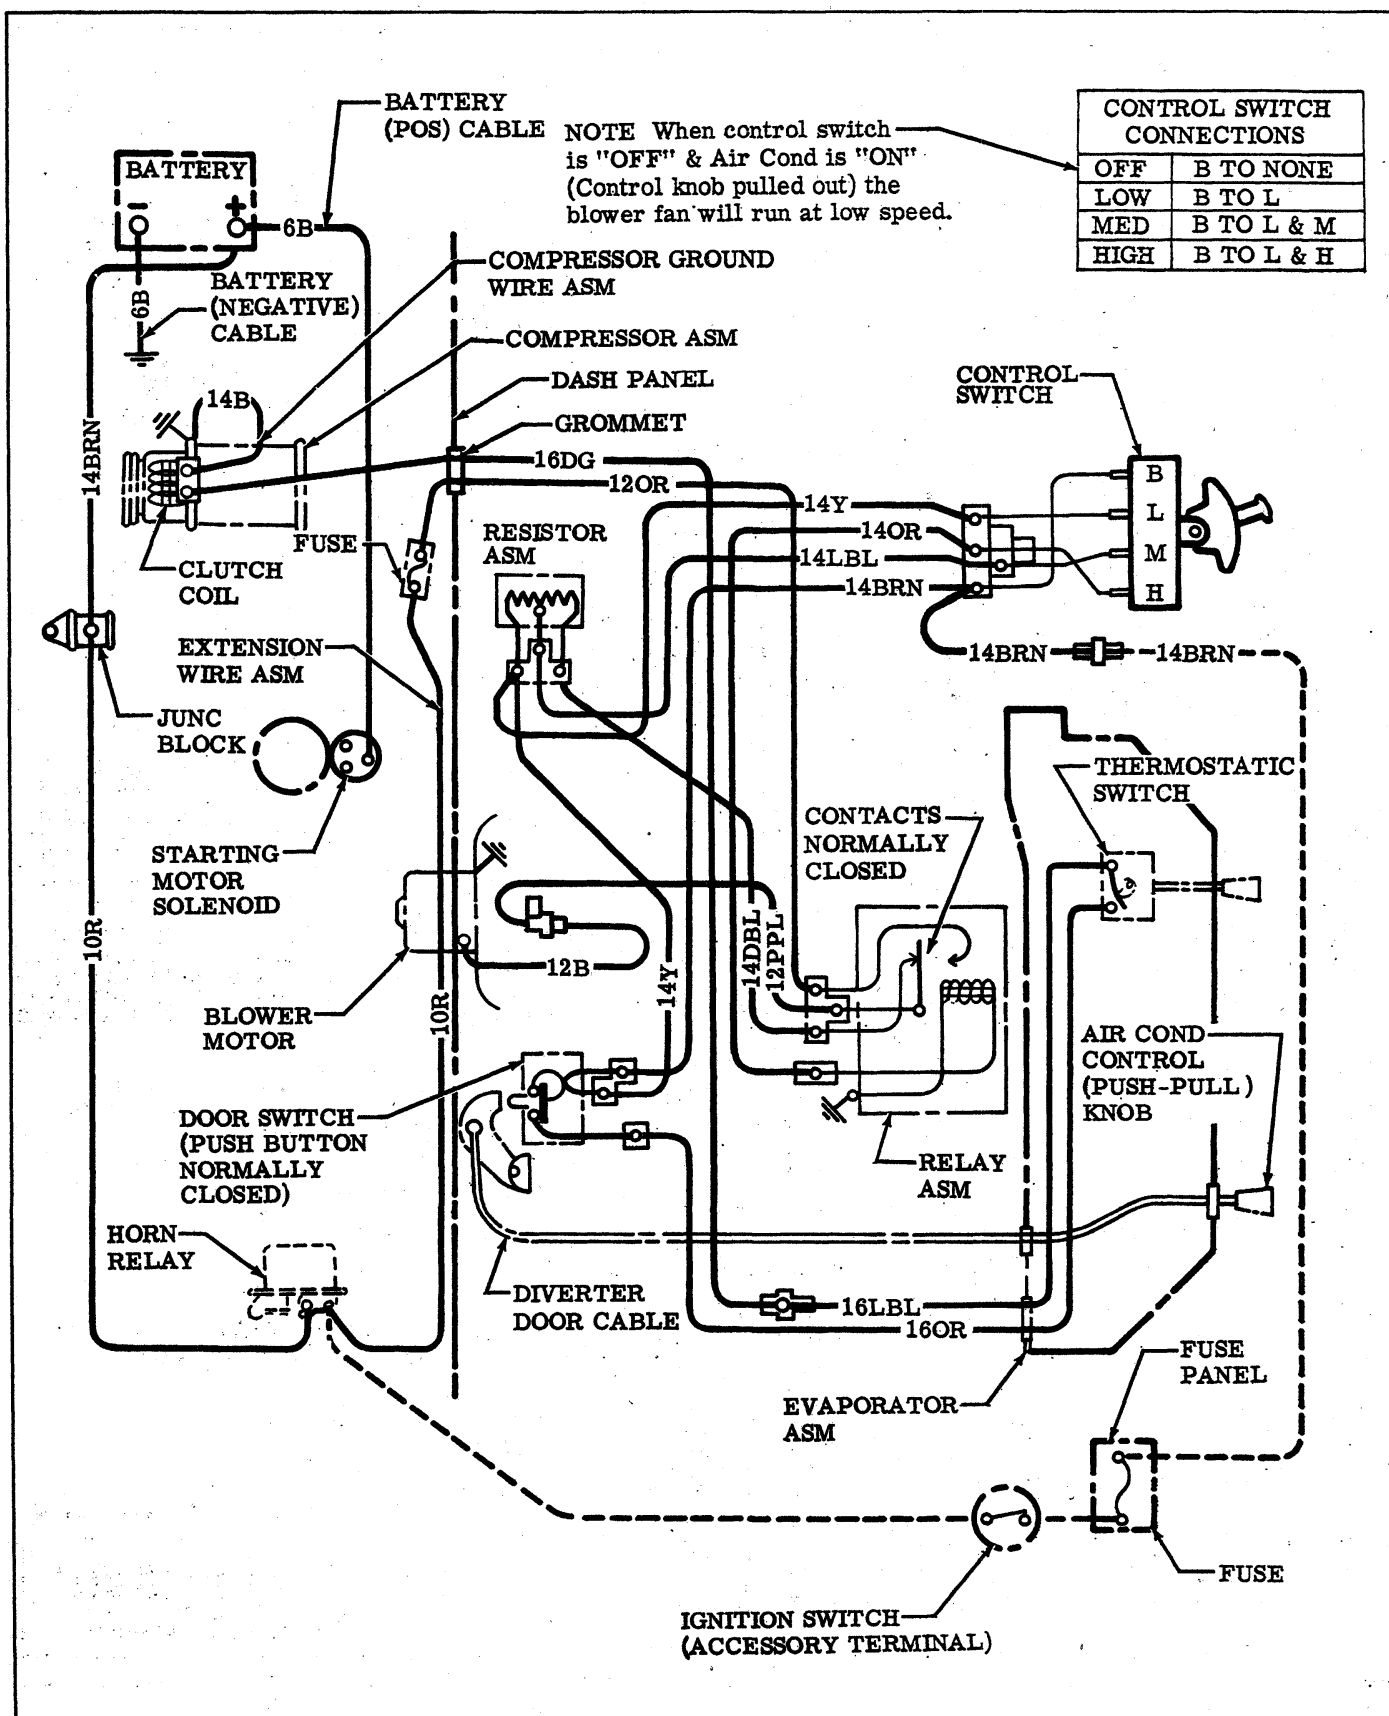 BATTERY
(POS) CABLE
NOTE When control switch
is "OFF" & Air Cond is "ON"
(Control knob pulled out) the
blower fan will run at low speed.
CONTROL SWITCH
CONNECTIONS
OFF B TO NONE
LOW B TO L
MED B TO L & M
HIGH B TO L & H
BATTERY
- +
6B
6B
BATTERY
(NEGATIVE)
CABLE
COMPRESSOR GROUND
WIRE ASM
COMPRESSOR ASM
DASH PANEL
GROMMET
CONTROL
SWITCH
14B
14BRN
16DG
12OR
14Y
14OR
14LBL
14BRN
B
L
M
H
FUSE
RESISTOR
ASM
CLUTCH
COIL
EXTENSION
WIRE ASM
14BRN
14BRN
JUNC
BLOCK
THERMOSTATIC
SWITCH
STARTING
MOTOR
SOLENOID
CONTACTS
NORMALLY
CLOSED
10R
12B
14Y
14DBL
12PPL
10R
BLOWER
MOTOR
AIR COND
CONTROL
(PUSH-PULL)
KNOB
DOOR SWITCH
(PUSH BUTTON
NORMALLY
CLOSED)
RELAY
ASM
HORN
RELAY
DIVERTER
DOOR CABLE
16LBL
16OR
FUSE
PANEL
EVAPORATOR
ASM
FUSE
IGNITION SWITCH
(ACCESSORY TERMINAL)